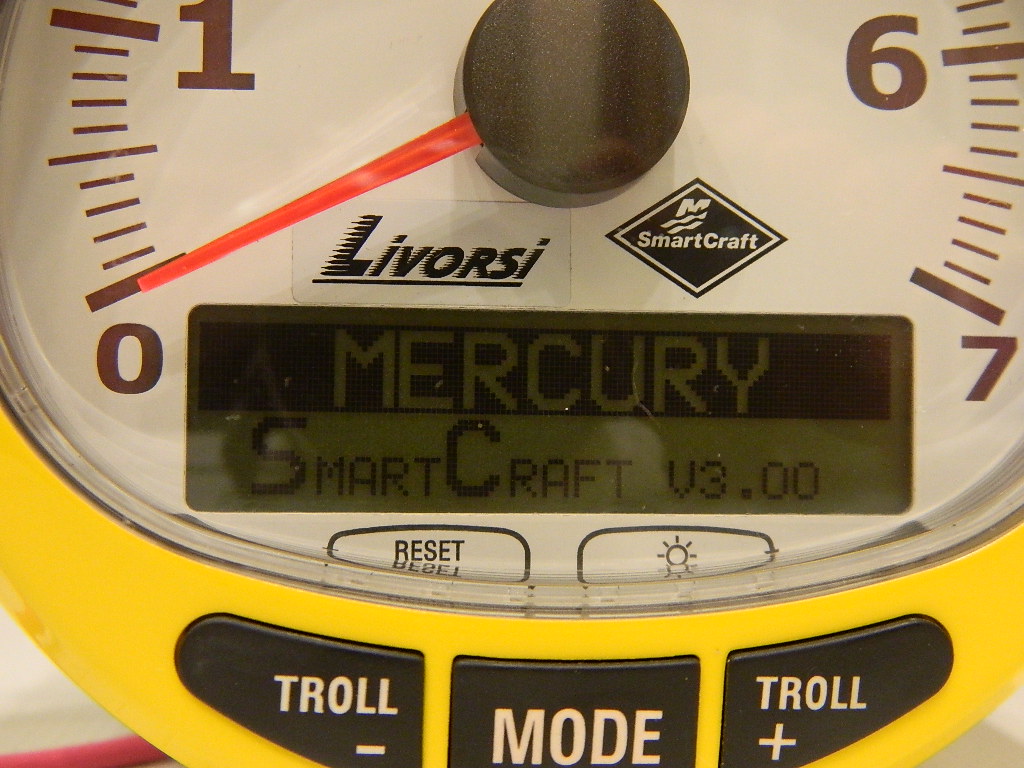 1
6
LIVORSI
M
SmartCraft
0
7
MERCURY
SMARTCRAFT V3.00
RESET
TROLL
-
MODE
TROLL
+